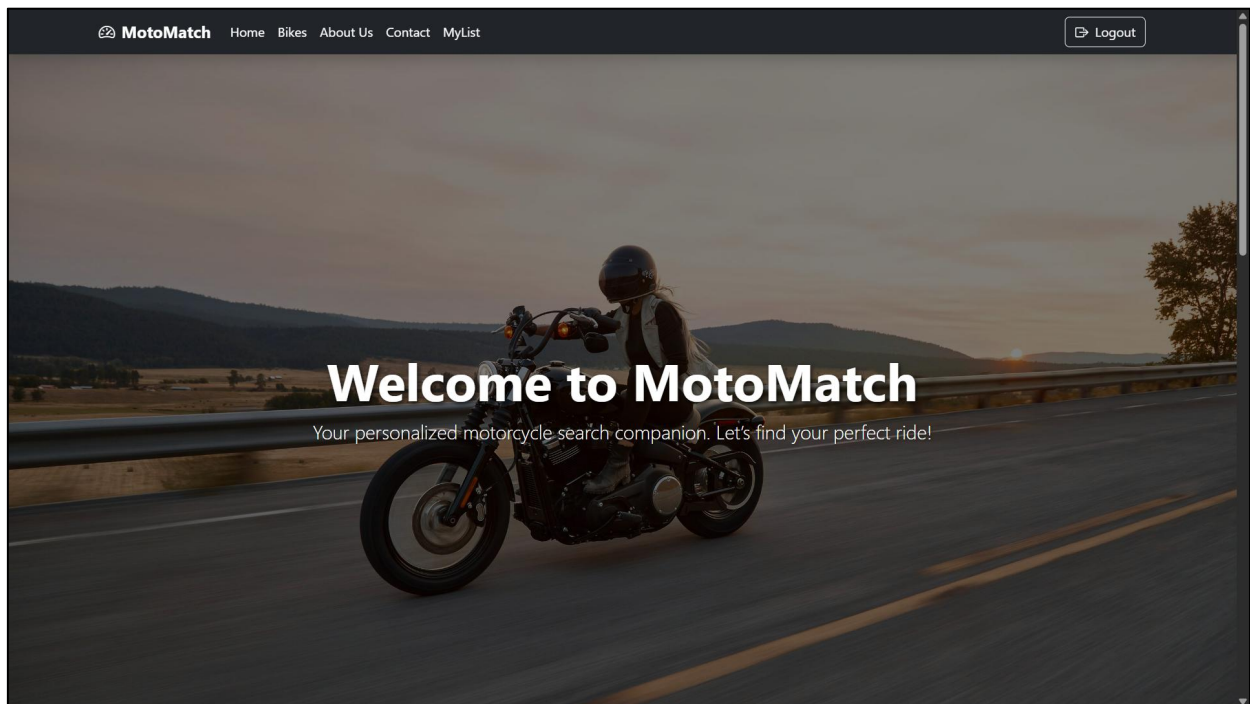 MotoMatch Home Bikes About Us Contact MyList Logout
Welcome to MotoMatch
Your personalized motorcycle search companion. Let's find your perfect ride!